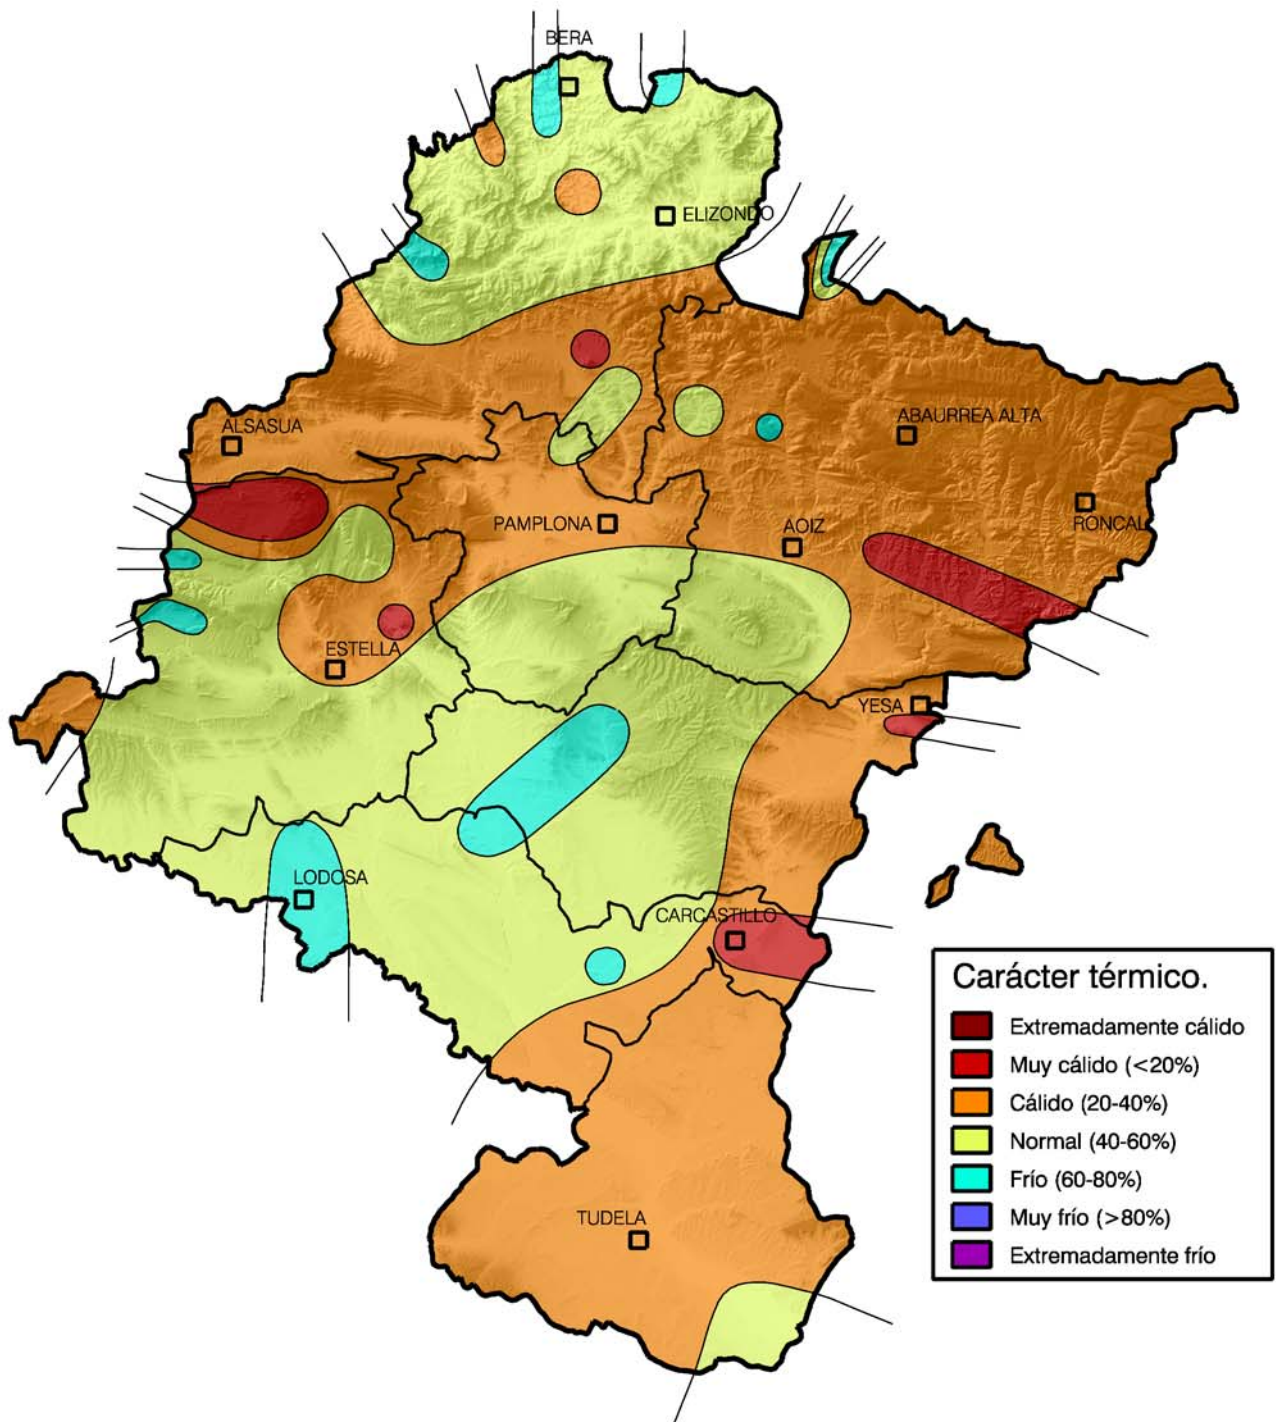 BERA
ELIZONDO
ALSASUA
ABAURREA ALTA
PAMPLONA
AOIZ
RONCAL
ESTELLA
YESA
LODOSA
CARCASTILLO
TUDELA
Carácter térmico.
Extremadamente cálido
Muy cálido (<20%)
Cálido (20-40%)
Normal (40-60%)
Frío (60-80%)
Muy frío (>80%)
Extremadamente frío